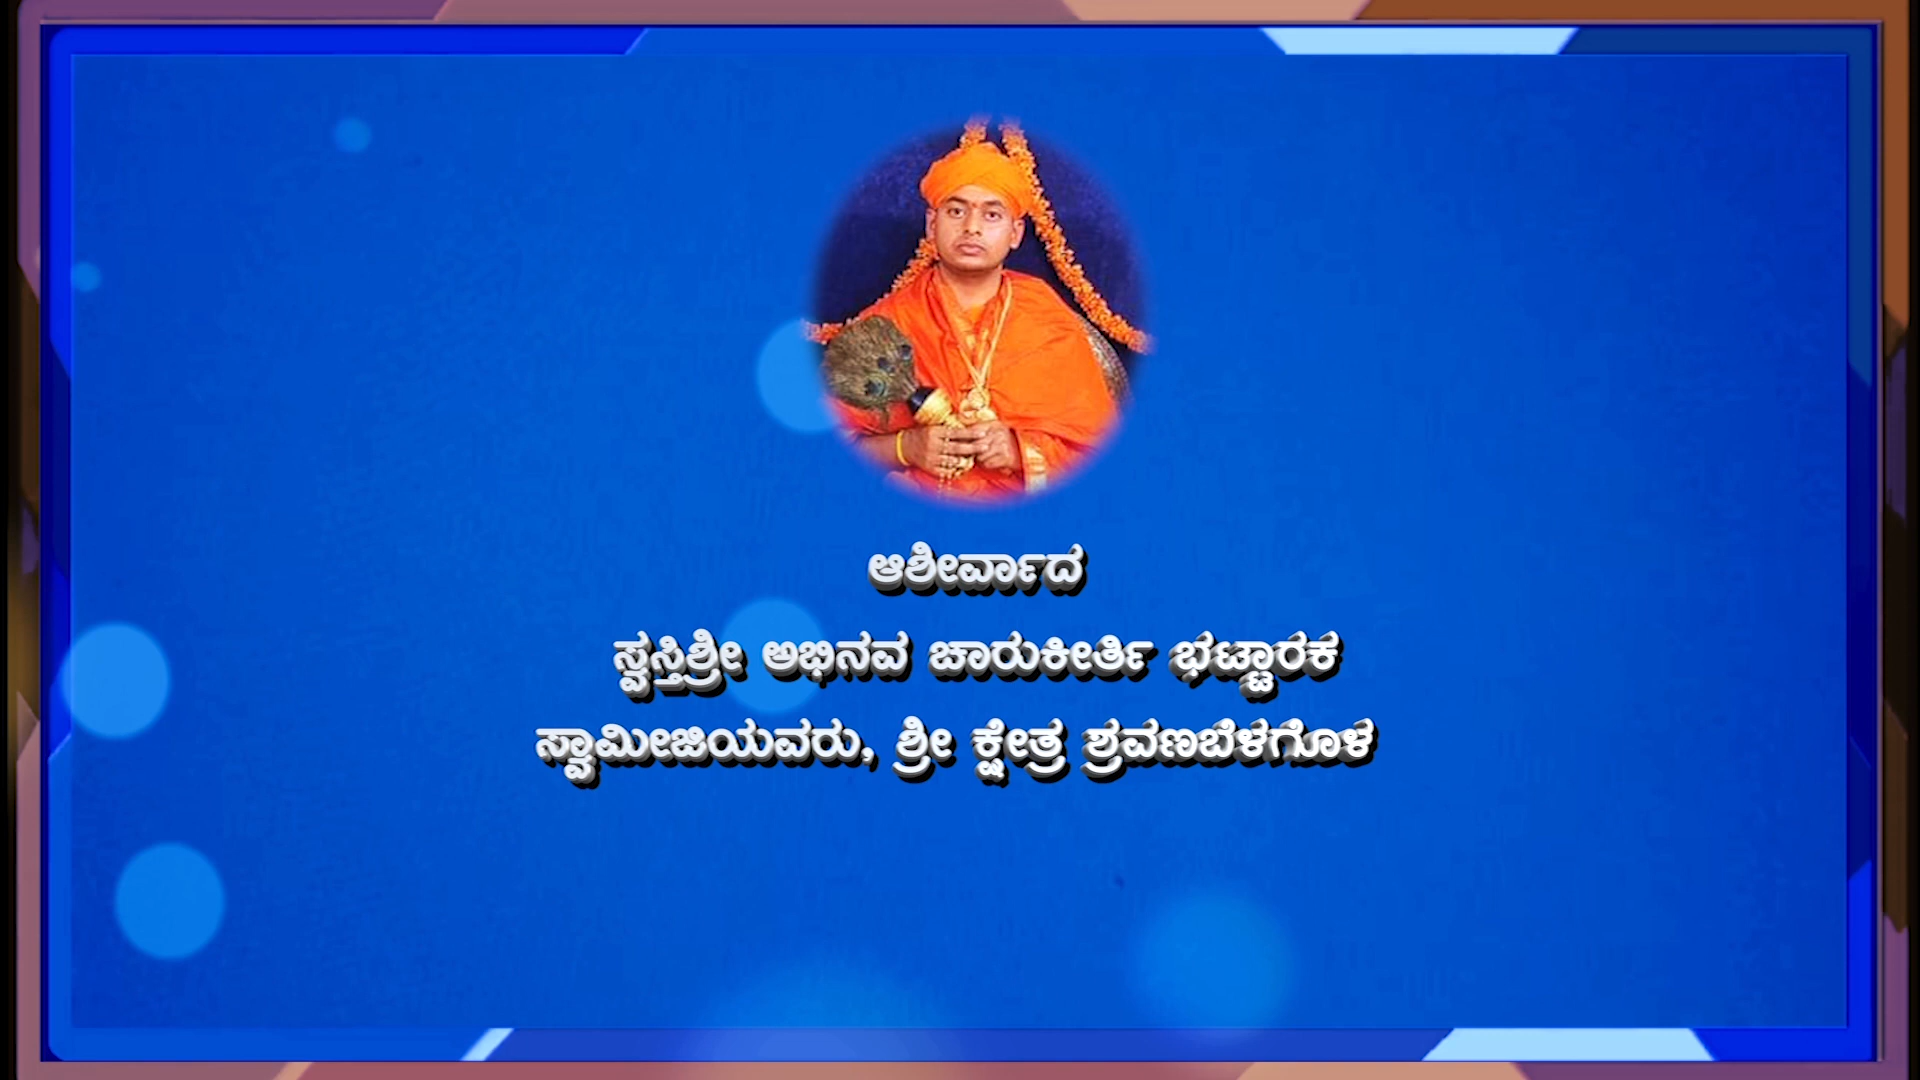 ಆಶೀರ್ವಾದ
ಸ್ವಸ್ತಿಶ್ರೀ ಅಭಿನವ ಚಾರುಕೀರ್ತಿ ಭಟ್ಟಾರಕ
ಸ್ವಾಮೀಜಿಯವರು, ಶ್ರೀ ಕ್ಷೇತ್ರ ಶ್ರವಣಬೆಳಗೊಳ